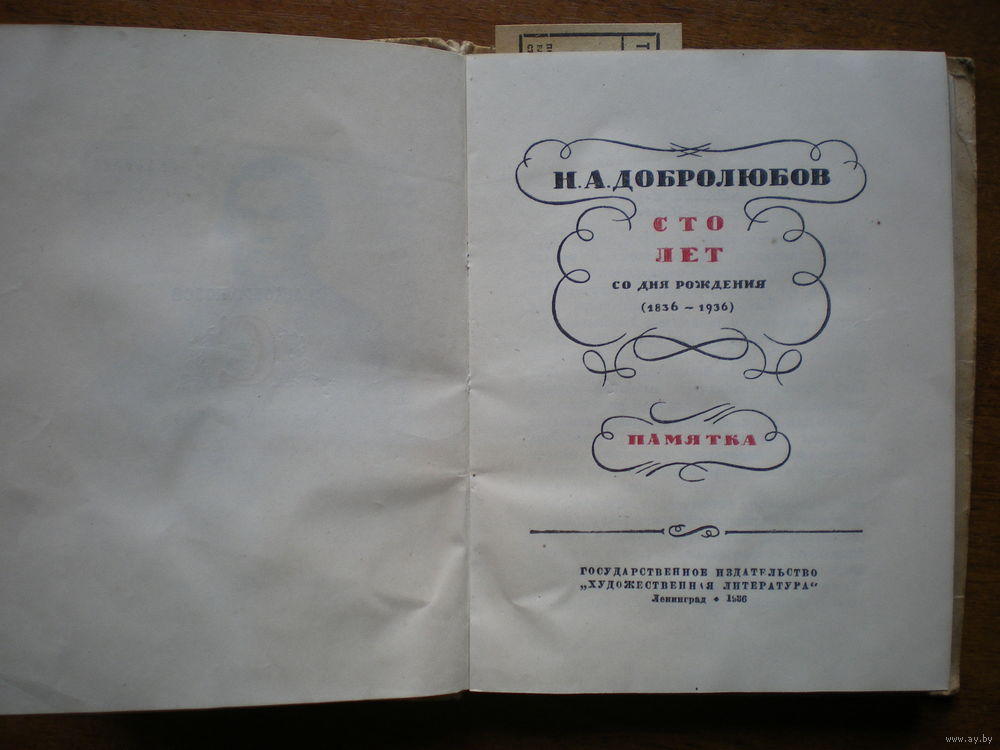 Н. А. ДОБРОЛЮБОВ
СТО
ЛЕТ
СО ДНЯ РОЖДЕНИЯ
(1836 — 1936)
ПАМЯТКА
ГОСУДАРСТВЕННОЕ ИЗДАТЕЛЬСТВО
„ХУДОЖЕСТВЕННАЯ ЛИТЕРАТУРА“
Ленинград • 1936
www.ay.by